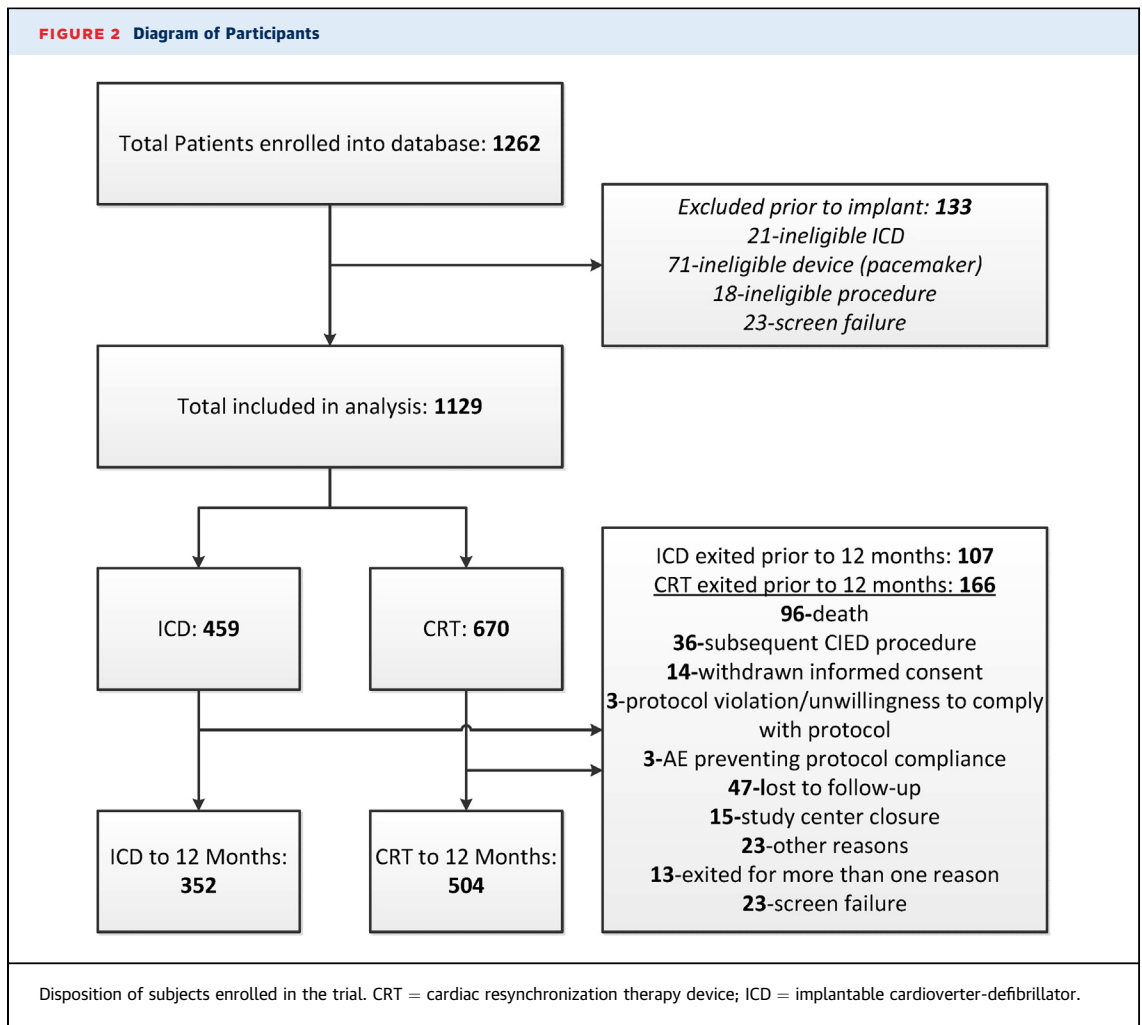 FIGURE 2 Diagram of Participants
Total Patients enrolled into database: 1262
Excluded prior to implant: 133
21-ineligible ICD
71-ineligible device (pacemaker)
18-ineligible procedure
23-screen failure
Total included in analysis: 1129
ICD: 459
CRT: 670
ICD exited prior to 12 months: 107
CRT exited prior to 12 months: 166
96-death
36-subsequent CIED procedure
14-withdrawn informed consent
3-protocol violation/unwillingness to comply
with protocol
3-AE preventing protocol compliance
47-lost to follow-up
15-study center closure
23-other reasons
13-exited for more than one reason
23-screen failure
ICD to 12 Months:
352
CRT to 12 Months:
504
Disposition of subjects enrolled in the trial. CRT = cardiac resynchronization therapy device; ICD = implantable cardioverter-defibrillator.